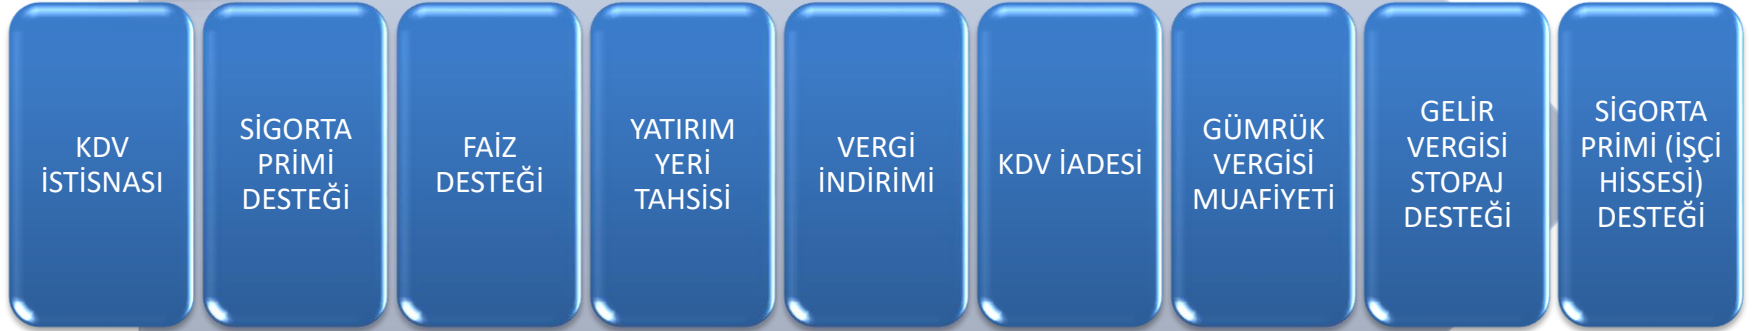 KDV
İSTİSNASI
SİGORTA
PRİMİ
DESTEĞİ
FAİZ
DESTEĞİ
YATIRIM
YERİ
TAHSİSİ
VERGİ
İNDİRİMİ
KDV İADESİ
GÜMRÜK
VERGİSİ
MUAFİYETİ
GELİR
VERGİSİ
STOPAJ
DESTEĞİ
SİGORTA
PRİMİ (İŞÇİ
HİSSESİ)
DESTEĞİ